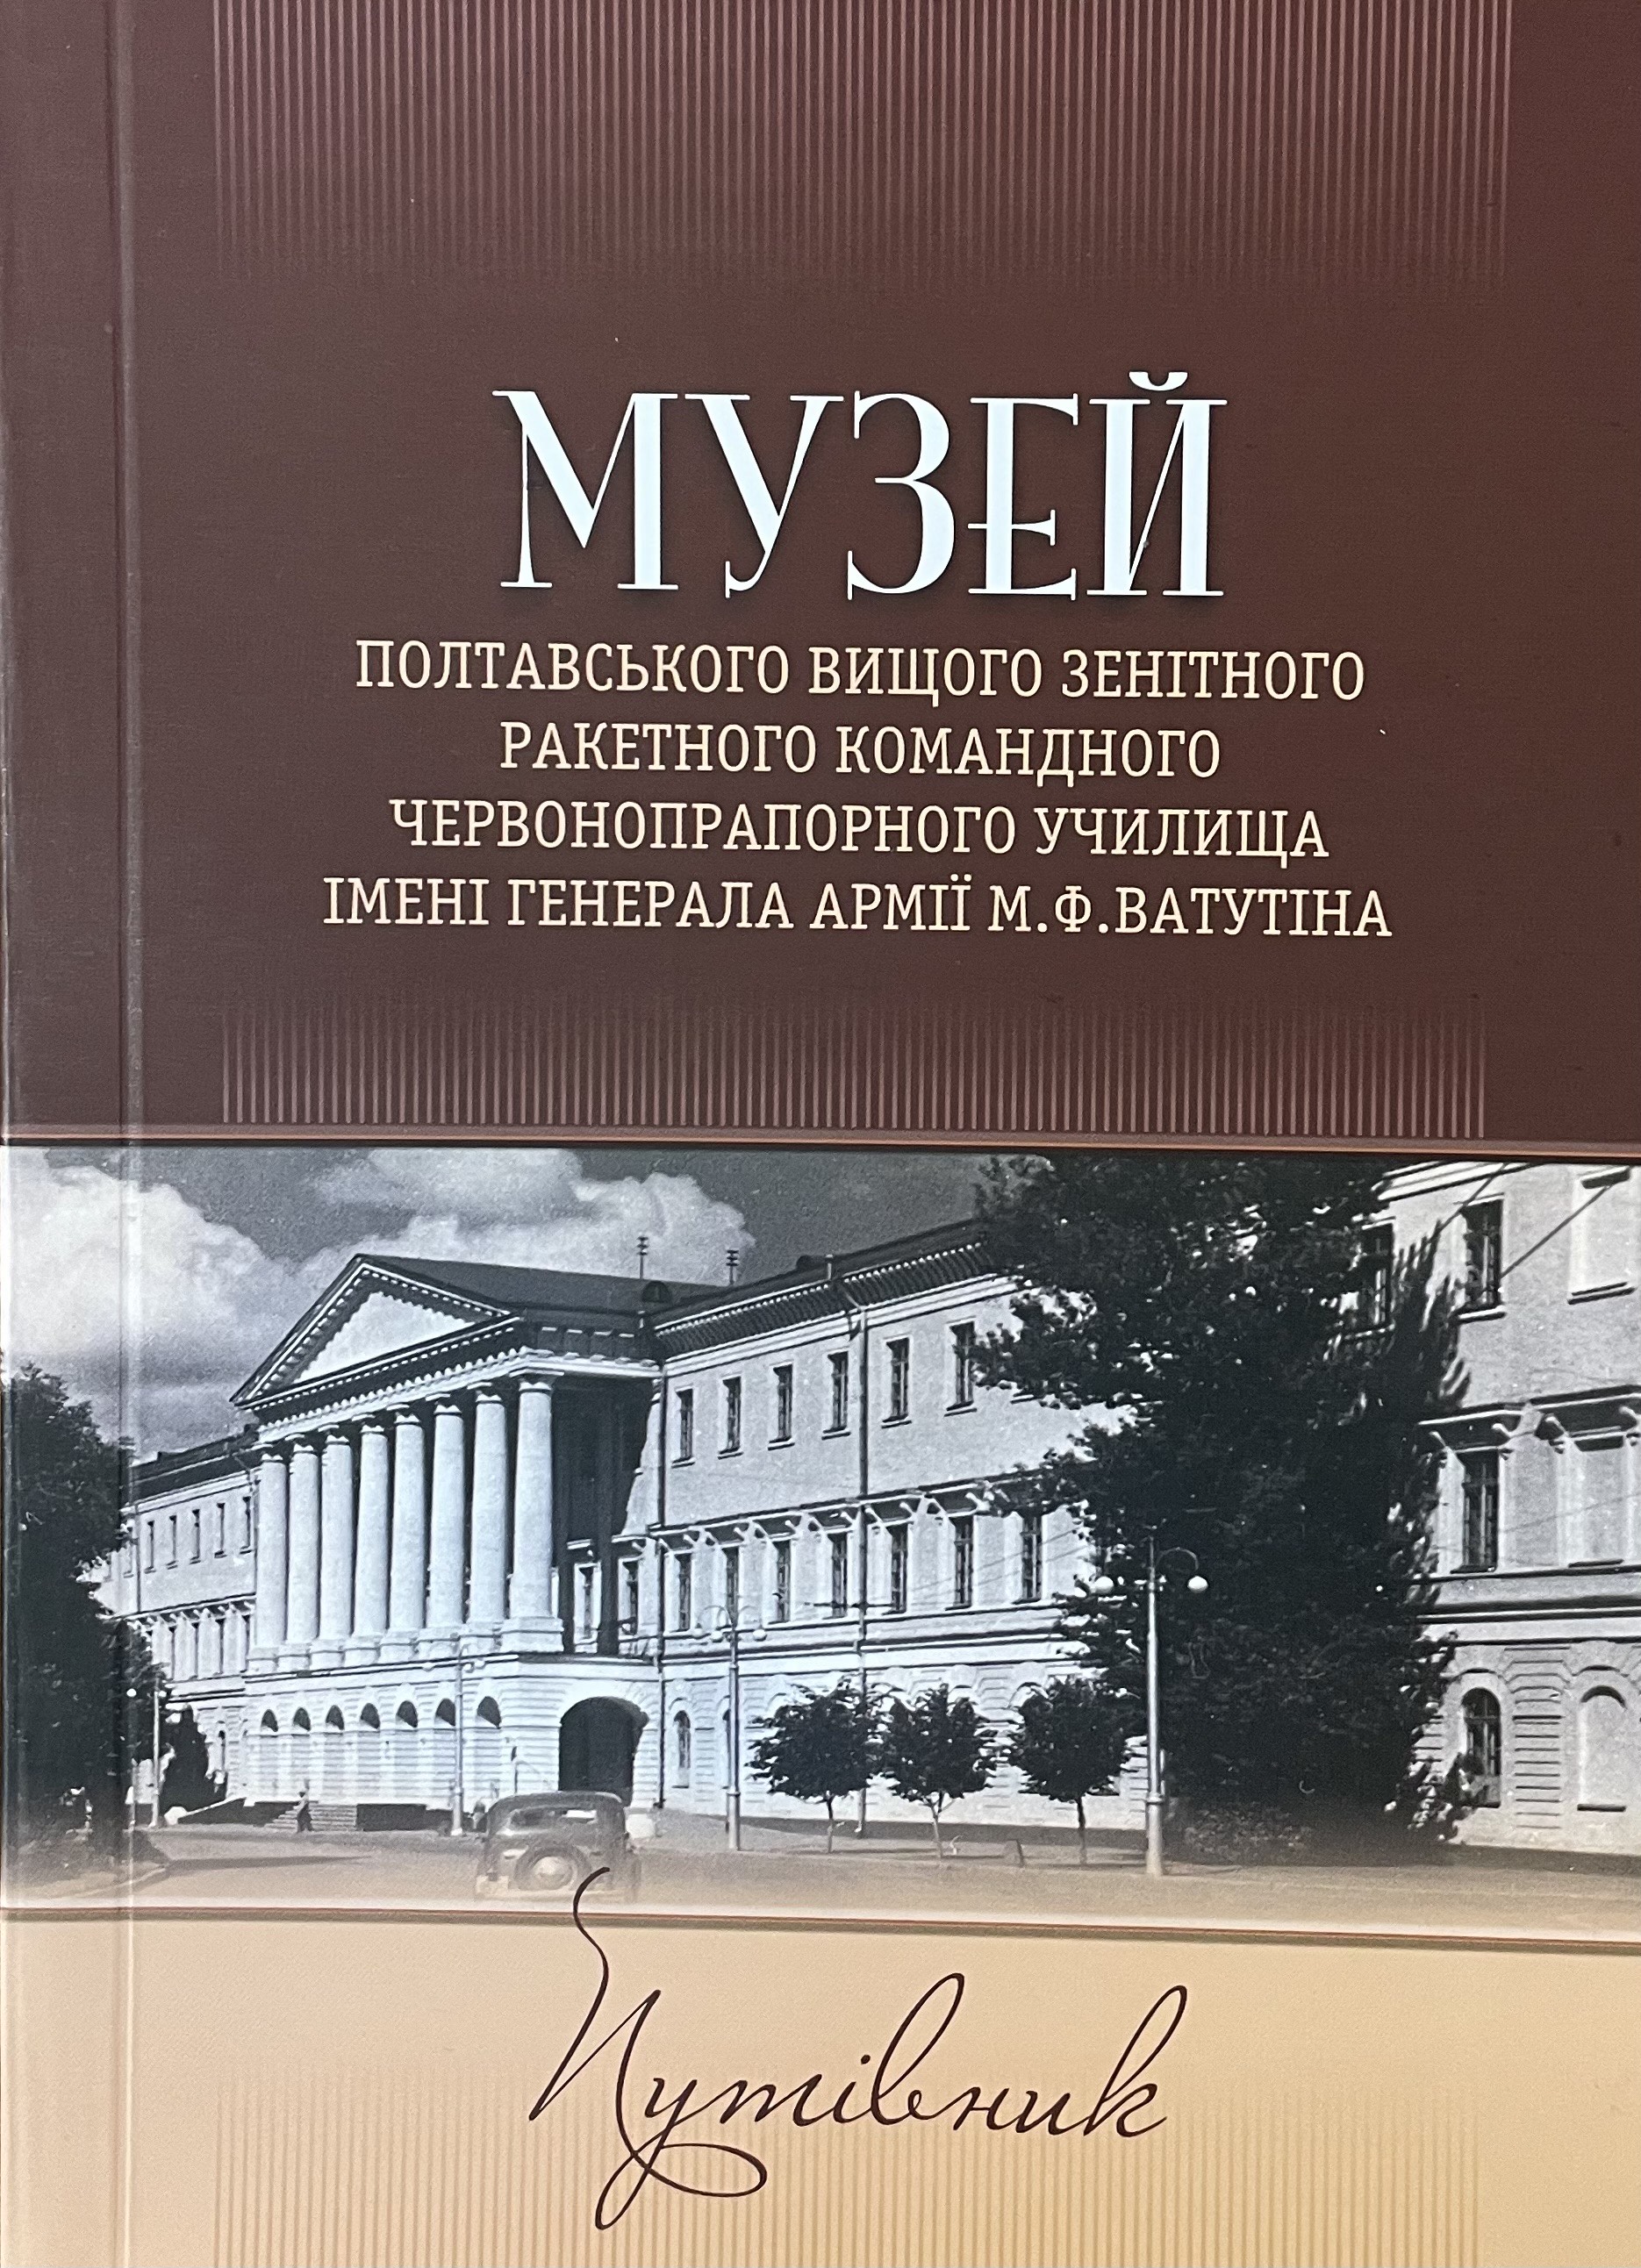 МУЗЕЙ
ПОЛТАВСЬКОГО ВИЩОГО ЗЕНІТНОГО
РАКЕТНОГО КОМАНДНОГО
ЧЕРВОНОПРАПОРНОГО УЧИЛИЩА
ІМЕНІ ГЕНЕРАЛА АРМІЇ М.Ф.ВАТУТІНА
Путівник